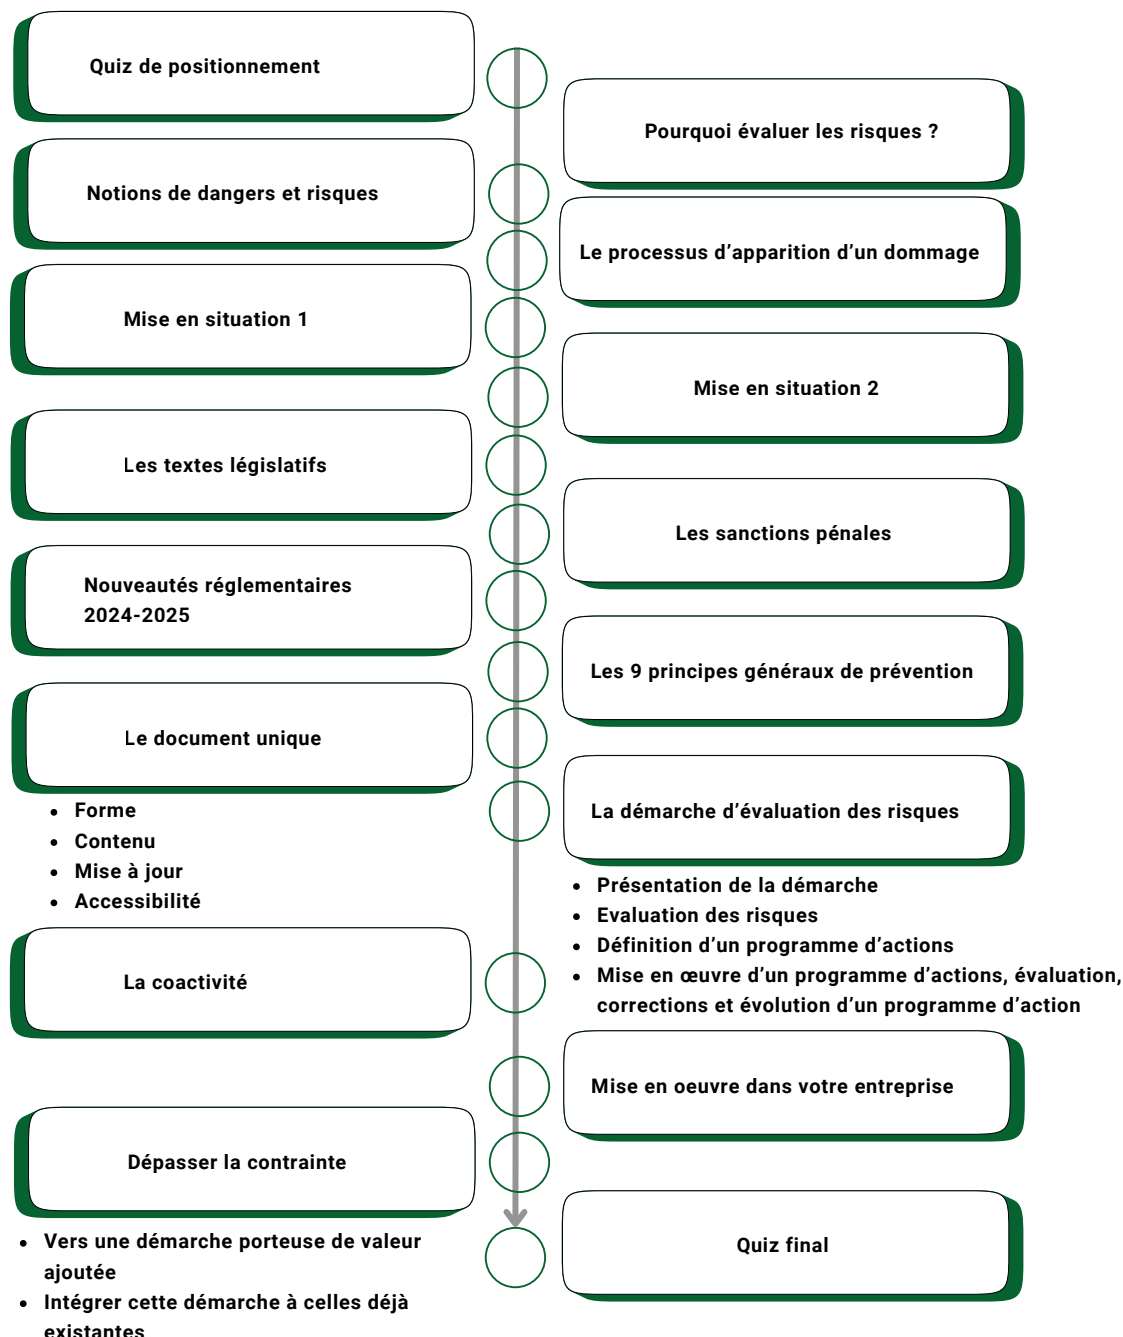 Quiz de positionnement
Pourquoi évaluer les risques ?
Notions de dangers et risques
Le processus d’apparition d’un dommage
Mise en situation 1
Mise en situation 2
Les textes législatifs
Les sanctions pénales
Nouveautés réglementaires
2024-2025
Les 9 principes généraux de prévention
Le document unique
• Forme
• Contenu
• Mise à jour
• Accessibilité
La démarche d’évaluation des risques
• Présentation de la démarche
• Evaluation des risques
• Définition d’un programme d’actions
• Mise en œuvre d’un programme d’actions, évaluation,
corrections et évolution d’un programme d’action
La coactivité
Mise en oeuvre dans votre entreprise
Dépasser la contrainte
• Vers une démarche porteuse de valeur
ajoutée
• Intégrer cette démarche à celles déjà
existantes
Quiz final